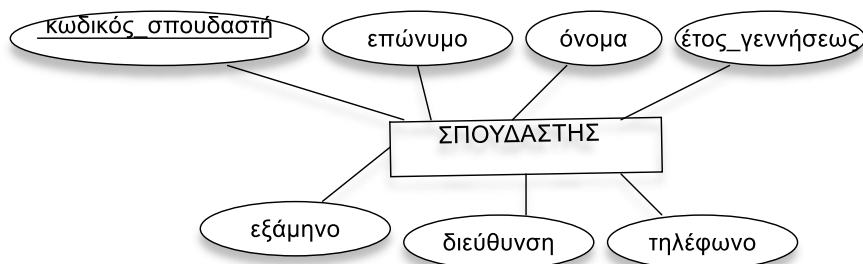 κωδικός_σπουδαστή
επώνυμο
όνομα
έτος_γεννήσεως
ΣΠΟΥΔΑΣΤΗΣ
εξάμηνο
διεύθυνση
τηλέφωνο